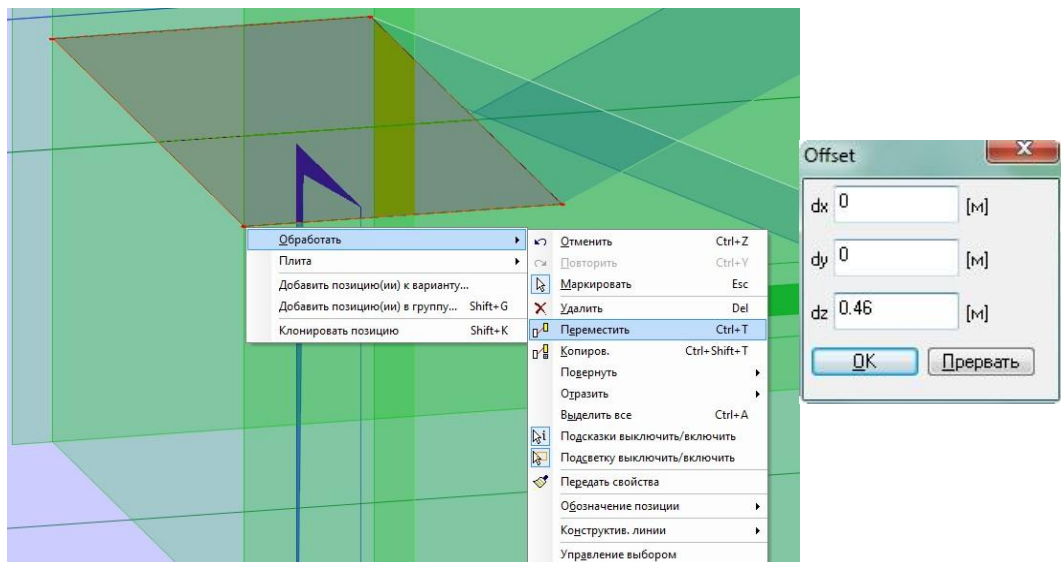 Обработать
Плита
Добавить позицию(ии) к варианту...
Добавить позицию(ии) в группу... Shift+G
Клонировать позицию Shift+K
Отменить Ctrl+Z
Повторить Ctrl+Y
Маркировать Esc
Удалить Del
Переместить Ctrl+T
Копиров. Ctrl+Shift+T
Повернуть
Отразить
Выделить все Ctrl+A
Подсказки выключить/включить
Подсветку выключить/включить
Передать свойства
Обозначение позиции
Конструктив. линии
Управление выбором
Offset
dx 0 [м]
dy 0 [м]
dz 0.46 [м]
OK Прервать